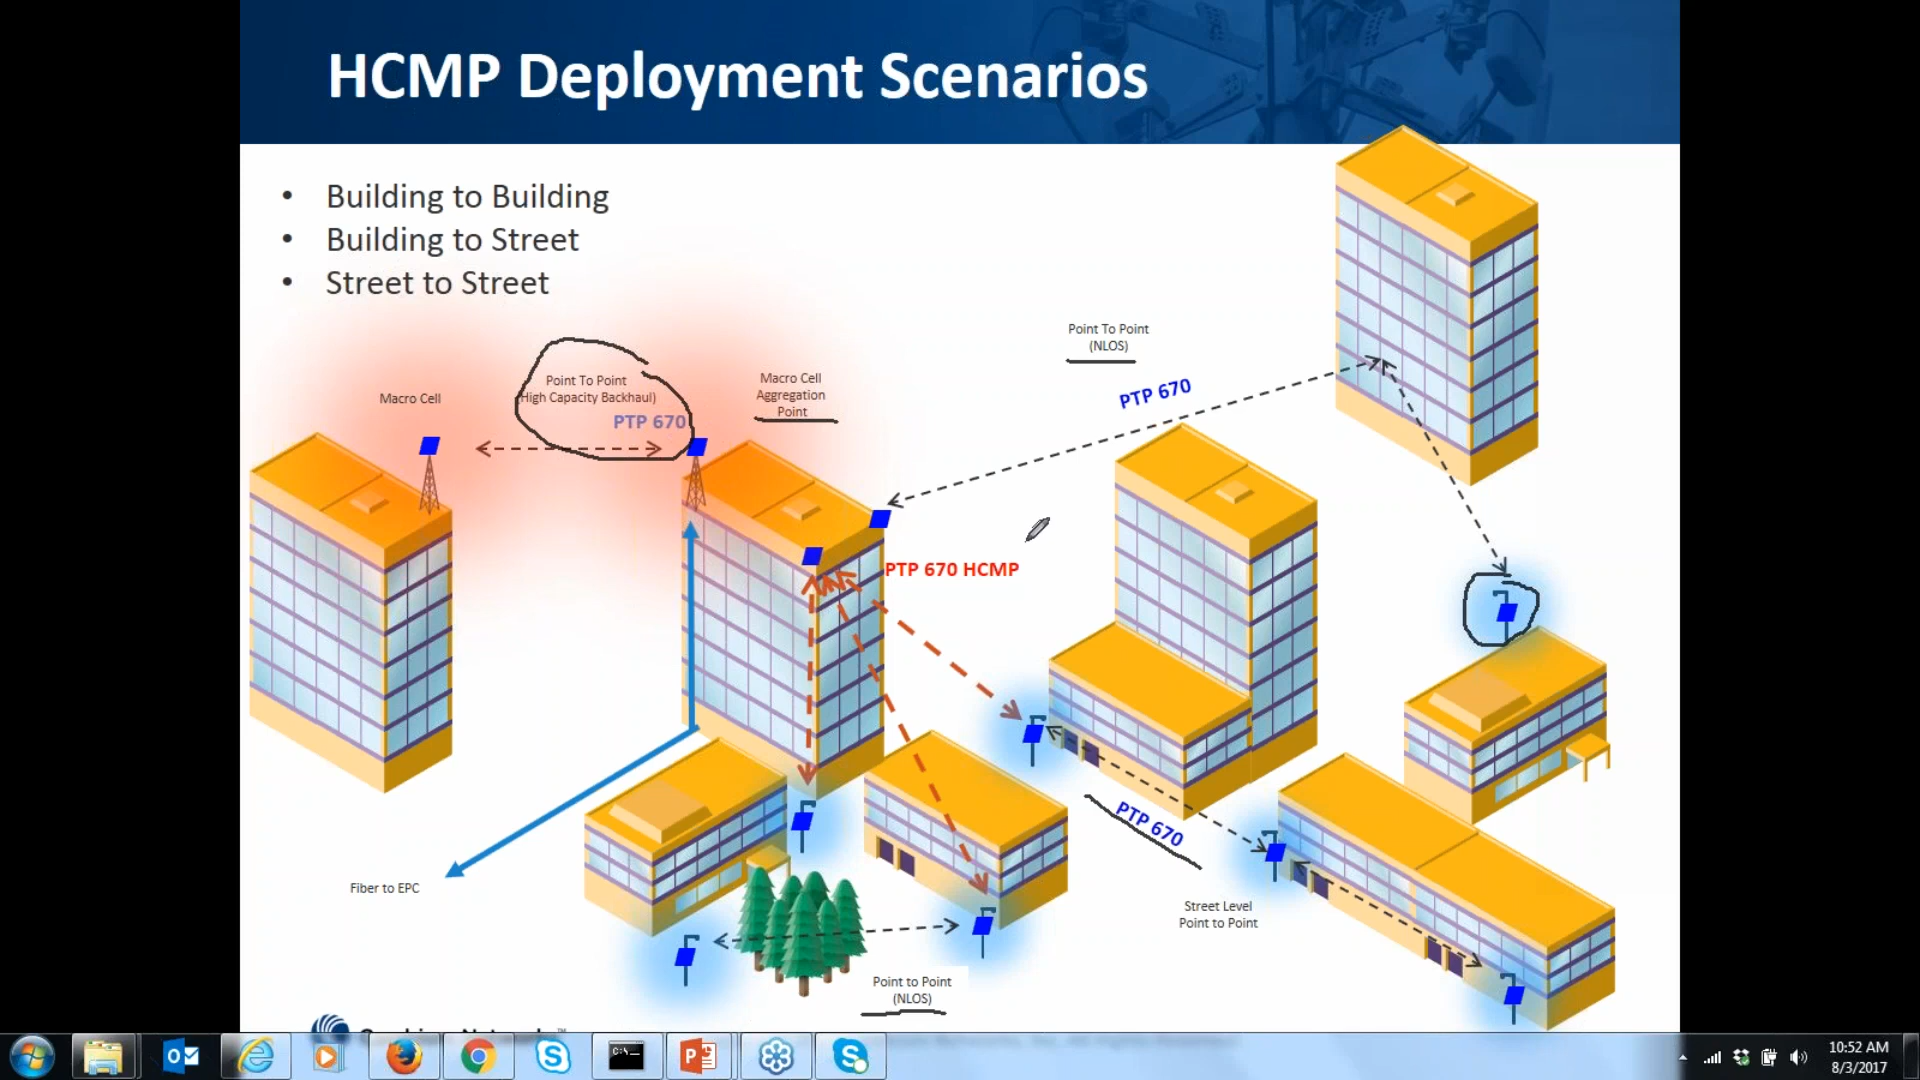 HCMP Deployment Scenarios
• Building to Building
• Building to Street
• Street to Street
Point To Point
(NLOS)
PTP 670
Macro Cell
Point To Point
High Capacity Backhaul)
PTP 670
Macro Cell
Aggregation
Point
PTP 670 HCMP
PTP 670
Fiber to EPC
Street Level
Point to Point
Point to Point
(NLOS)
10:52 AM
8/3/2017